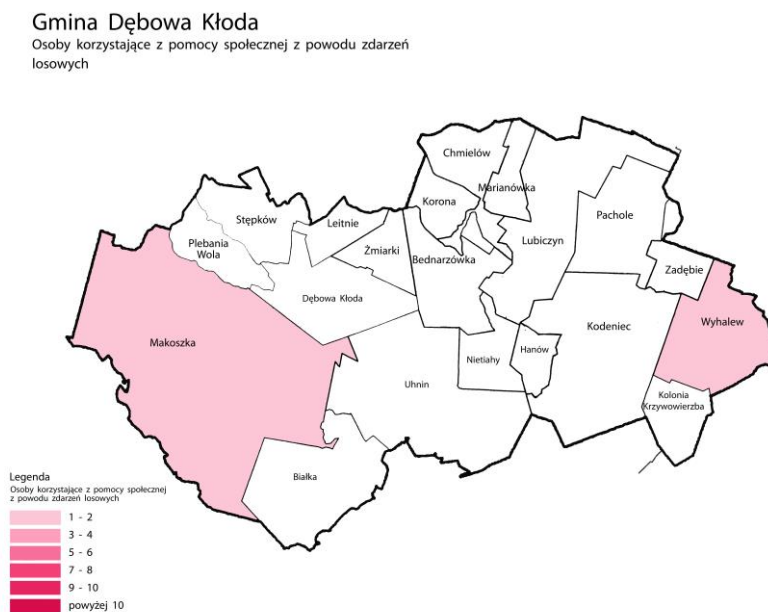 Gmina Dębowa Kłoda
Osoby korzystające z pomocy społecznej z powodu zdarzeń
losowych
Chmielów
Marianówka
Korona
Stępków
Leitnie
Pachole
Plebania
Wola
Żmiarki
Lubiczyn
Bednarzówka
Zadębie
Dębowa Kłoda
Makoszka
Kodeniec
Wyhalew
Hanów
Nietiahy
Uhnin
Kolonia
Krzywowierzba
Białka
Legenda
Osoby korzystające z pomocy społecznej
z powodu zdarzeń losowych
1 - 2
3 - 4
5 - 6
7 - 8
9 - 10
powyżej 10